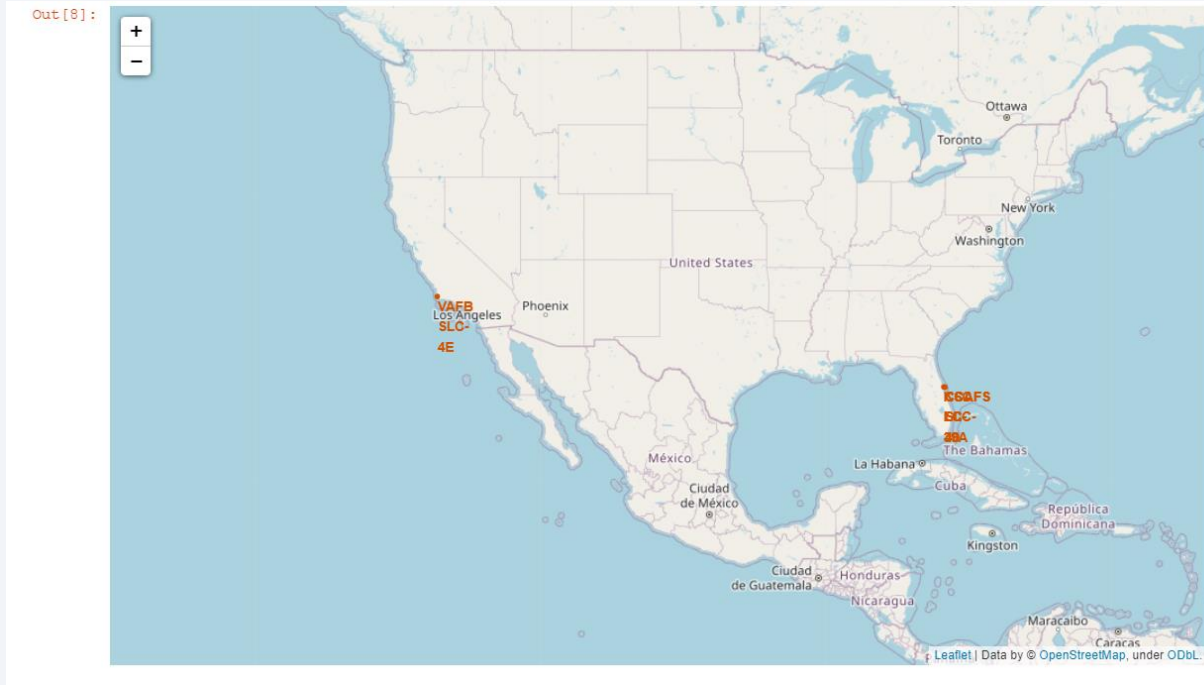 Out[8]:
+
−
Ottawa
Toronto
New York
Washington
United States
VAFB
Los Angeles
SLC-
4E
Phoenix
The Bahamas
La Habana
México
Cuba
Ciudad
de México
República
Dominicana
Kingston
Ciudad
de Guatemala
Honduras
Nicaragua
Maracaibo
Caracas
Leaflet | Data by © OpenStreetMap, under ODbL.